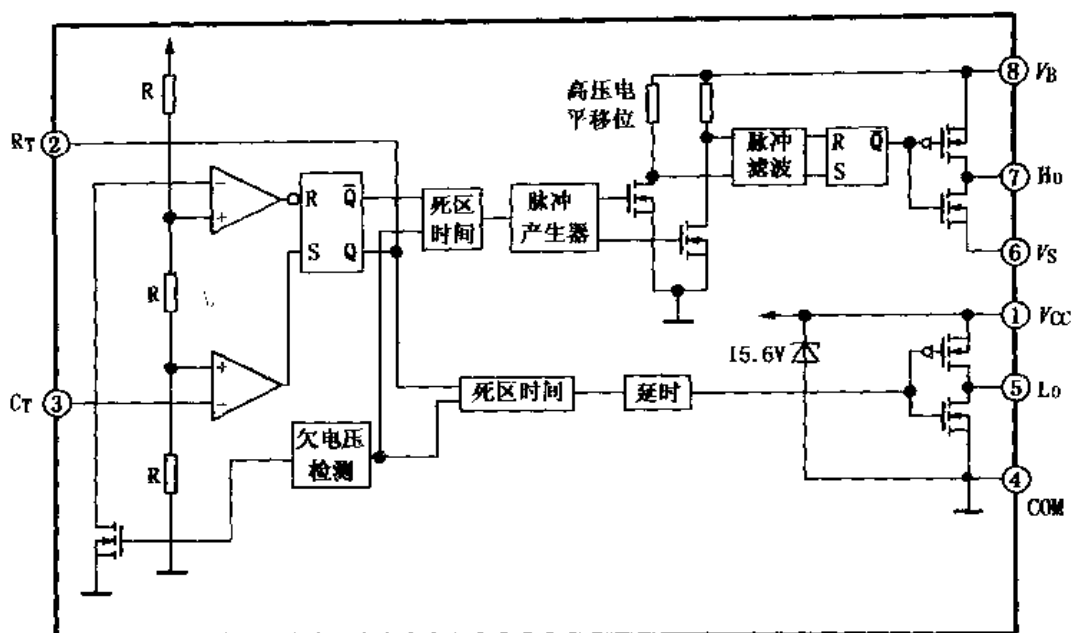 R
高压电
平移位
⑧ VB
RT ②
脉冲
滤波
R
S
Q̄
⑦ HO
−
+
R
S
Q̄
Q
死区
时间
脉冲
产生器
⑥ VS
R
① VCC
15.6V
+
−
CT ③
死区时间
延时
⑤ LO
欠电压
检测
R
④
COM